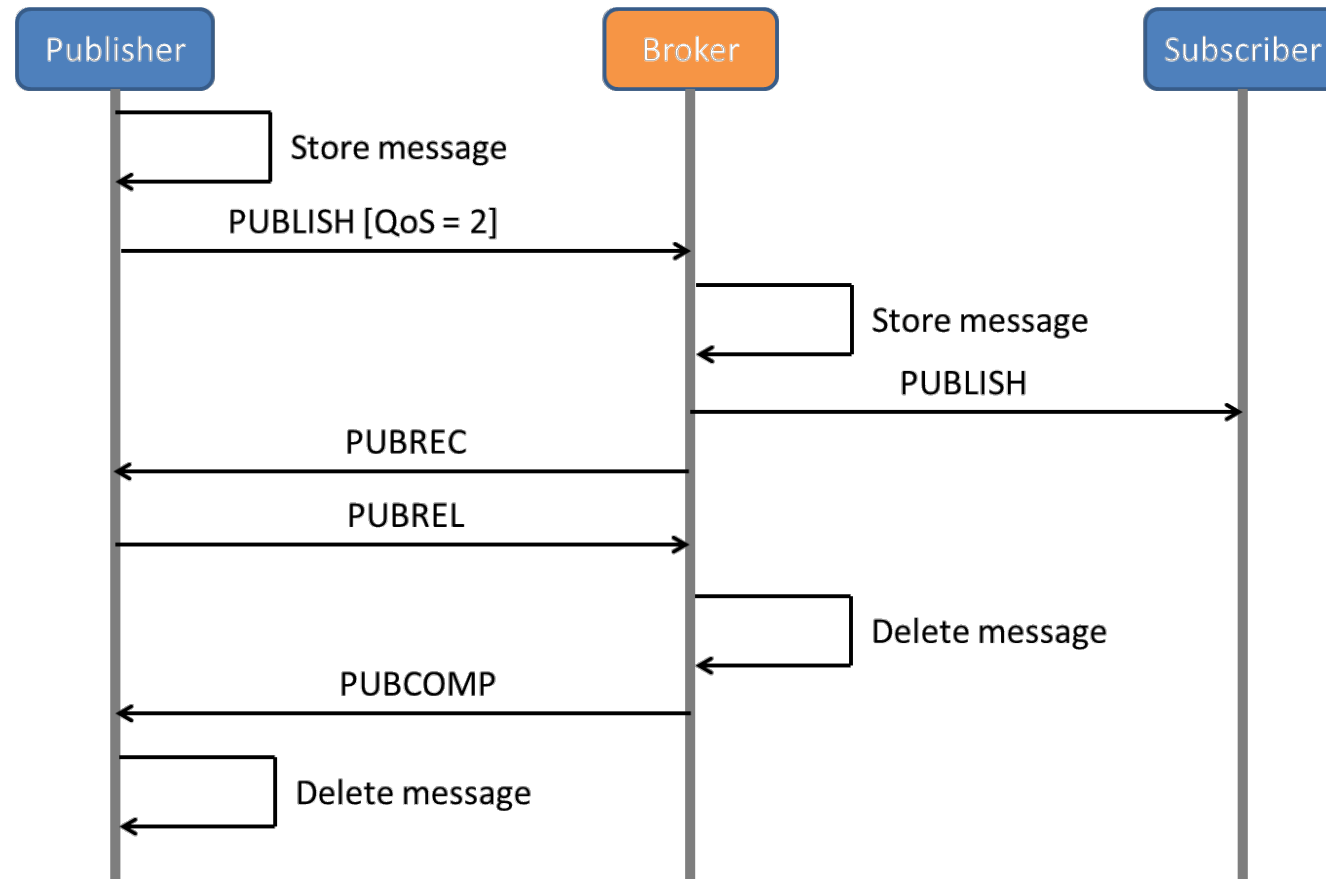 Publisher
Broker
Subscriber
Store message
PUBLISH [QoS = 2]
Store message
PUBLISH
PUBREC
PUBREL
Delete message
PUBCOMP
Delete message